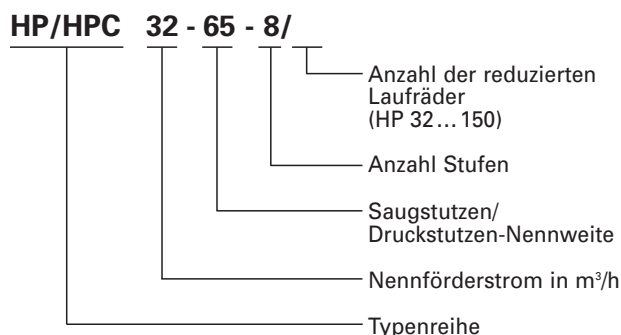 HP/HPC 32 - 65 - 8/
Anzahl der reduzierten
Laufräder
(HP 32...150)
Anzahl Stufen
Saugstutzen/
Druckstutzen-Nennweite
Nennförderstrom in m³/h
Typenreihe